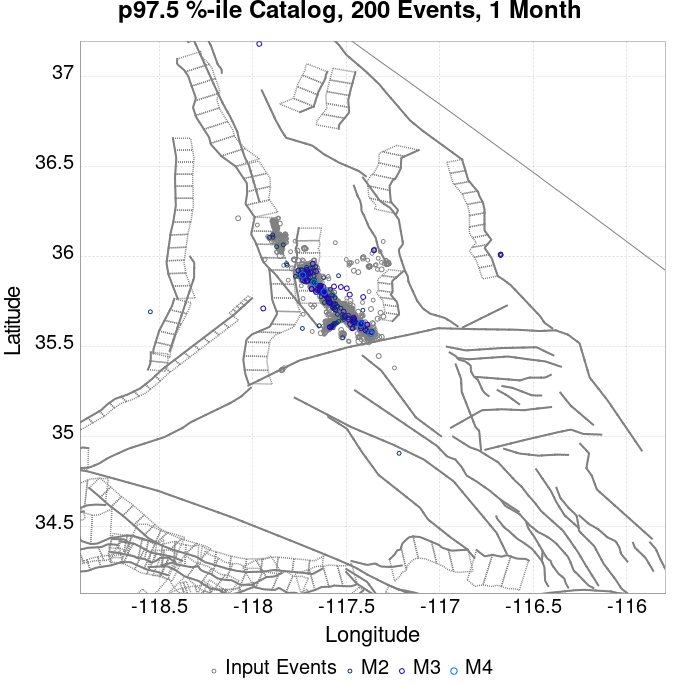 p97.5 %-ile Catalog, 200 Events, 1 Month
37
36.5
36
35.5
35
34.5
Latitude
-118.5 -118 -117.5 -117 -116.5 -116
Longitude
Input Events M2 M3 M4